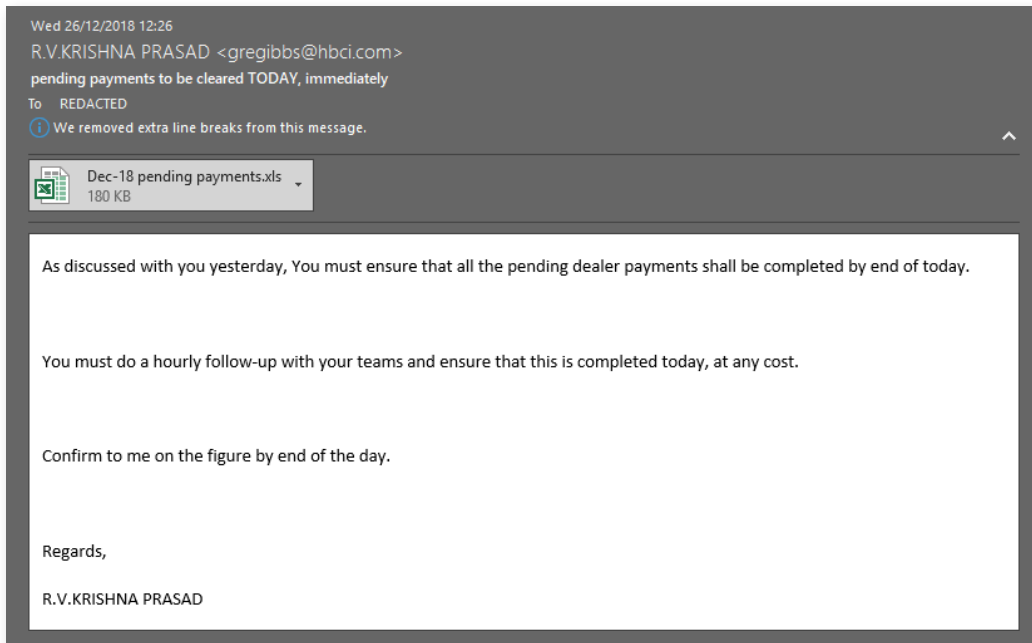 Wed 26/12/2018 12:26
R.V.KRISHNA PRASAD <gregibbs@hbci.com>
pending payments to be cleared TODAY, immediately
To REDACTED
We removed extra line breaks from this message.
Dec-18 pending payments.xls
180 KB
As discussed with you yesterday, You must ensure that all the pending dealer payments shall be completed by end of today.
You must do a hourly follow-up with your teams and ensure that this is completed today, at any cost.
Confirm to me on the figure by end of the day.
Regards,
R.V.KRISHNA PRASAD